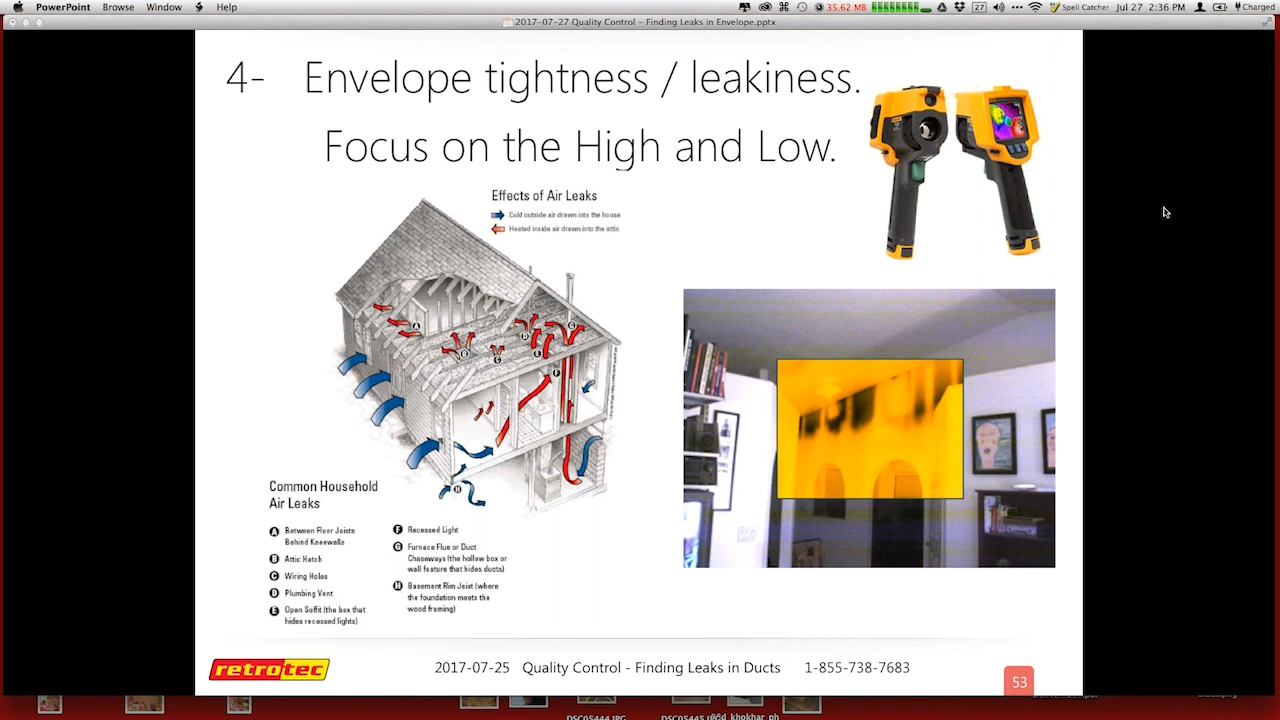 PowerPoint Browse Window Help 35.62 MB 27 Spell Catcher Jul 27 2:36 PM Charged
2017-07-27 Quality Control - Finding Leaks in Envelope.pptx
4- Envelope tightness / leakiness.
Focus on the High and Low.
Effects of Air Leaks
Cold outside air drawn into the house
Heated inside air drawn into the attic
A
B
C
D
E
F
G
H
Common Household
Air Leaks
A Between Floor Joists
Behind Kneewalls
B Attic Hatch
C Wiring Holes
D Plumbing Vent
E Open Soffit (the box that
hides recessed lights)
F Recessed Light
G Furnace Flue or Duct
Chaseways (the hollow box or
wall feature that hides ducts)
H Basement Rim Joist (where
the foundation meets the
wood framing)
retrotec
2017-07-25 Quality Control - Finding Leaks in Ducts 1-855-738-7683
53
DSC05444.JPG